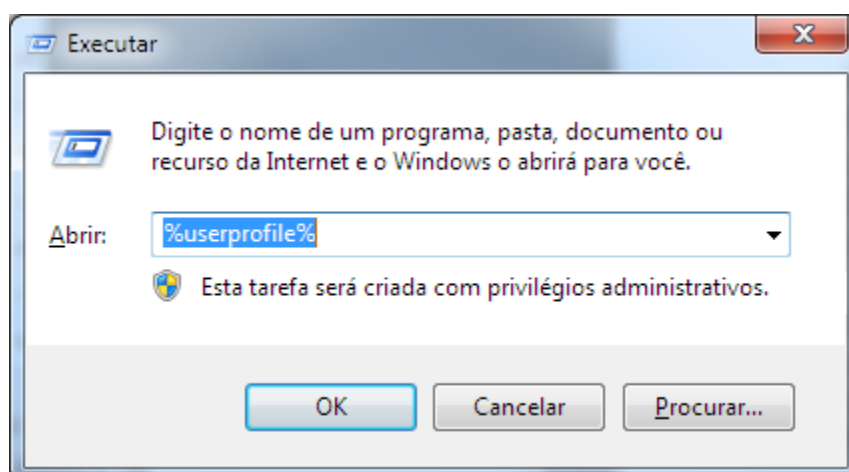 Executar
Digite o nome de um programa, pasta, documento ou
recurso da Internet e o Windows o abrirá para você.
Abrir: %userprofile%
Esta tarefa será criada com privilégios administrativos.
OK Cancelar Procurar...